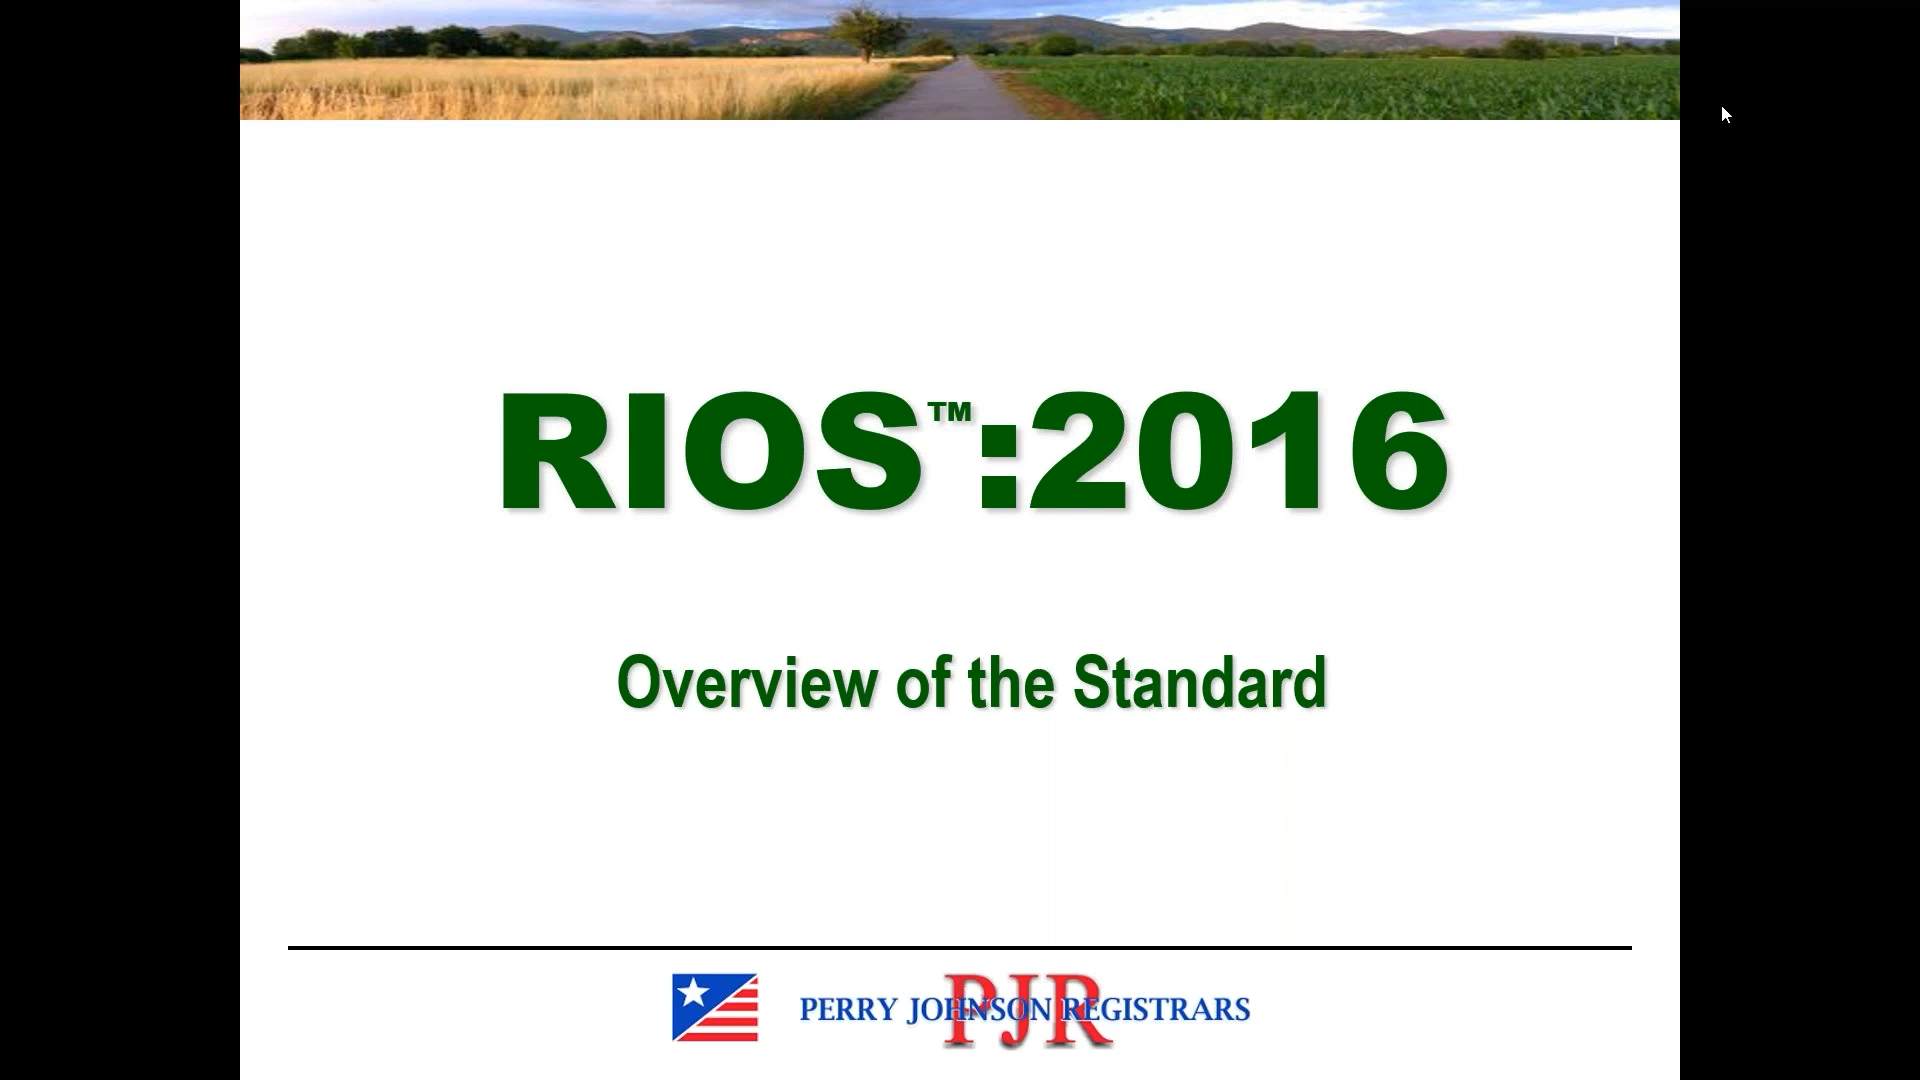 RIOS™:2016
Overview of the Standard
PJR
PERRY JOHNSON REGISTRARS